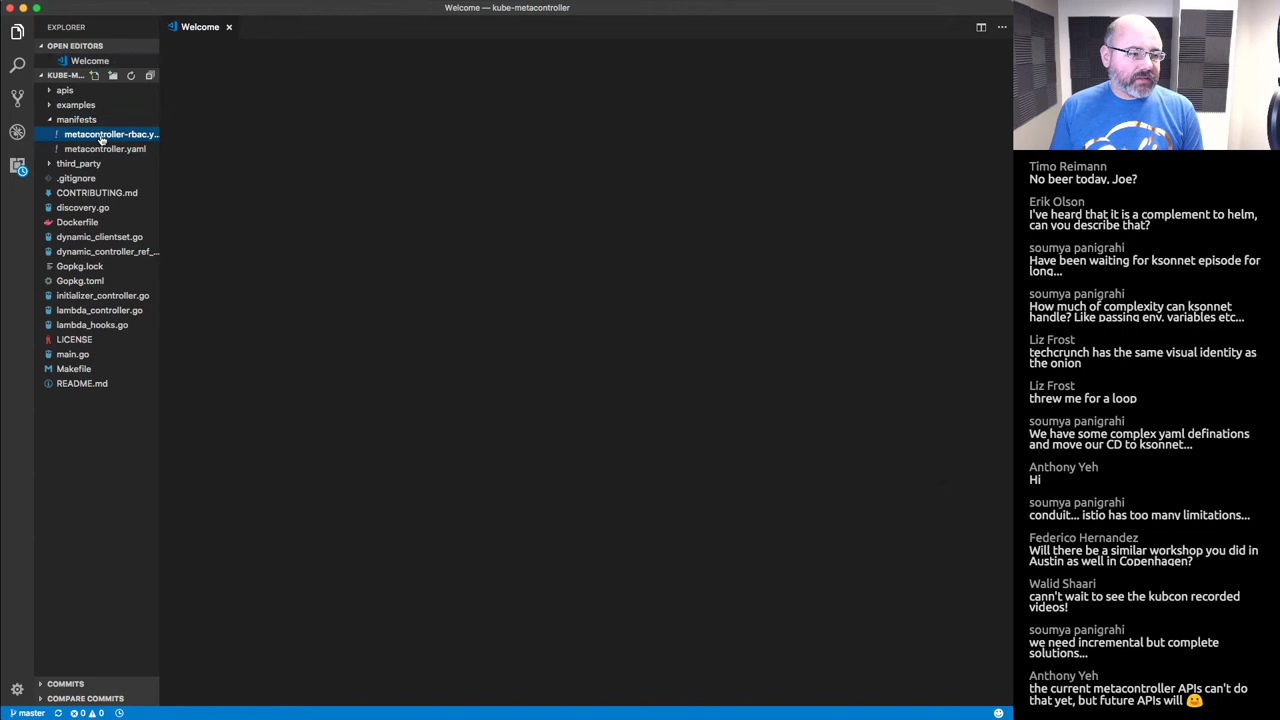 Welcome — kube-metacontroller
EXPLORER
OPEN EDITORS
Welcome
KUBE-M...
apis
examples
manifests
metacontroller-rbac.y...
metacontroller.yaml
third_party
.gitignore
CONTRIBUTING.md
discovery.go
Dockerfile
dynamic_clientset.go
dynamic_controller_ref_...
Gopkg.lock
Gopkg.toml
initializer_controller.go
lambda_controller.go
lambda_hooks.go
LICENSE
main.go
Makefile
README.md
COMMITS
COMPARE COMMITS
master
0
0
Welcome
Timo Reimann
No beer today, Joe?
Erik Olson
I've heard that it is a complement to helm,
can you describe that?
soumya panigrahi
Have been waiting for ksonnet episode for
long...
soumya panigrahi
How much of complexity can ksonnet
handle? Like passing env. variables etc...
Liz Frost
techcrunch has the same visual identity as
the onion
Liz Frost
threw me for a loop
soumya panigrahi
We have some complex yaml definations
and move our CD to ksonnet...
Anthony Yeh
Hi
soumya panigrahi
conduit... istio has too many limitations...
Federico Hernandez
Will there be a similar workshop you did in
Austin as well in Copenhagen?
Walid Shaari
cann't wait to see the kubcon recorded
videos!
soumya panigrahi
we need incremental but complete
solutions...
Anthony Yeh
the current metacontroller APIs can't do
that yet, but future APIs will 😛